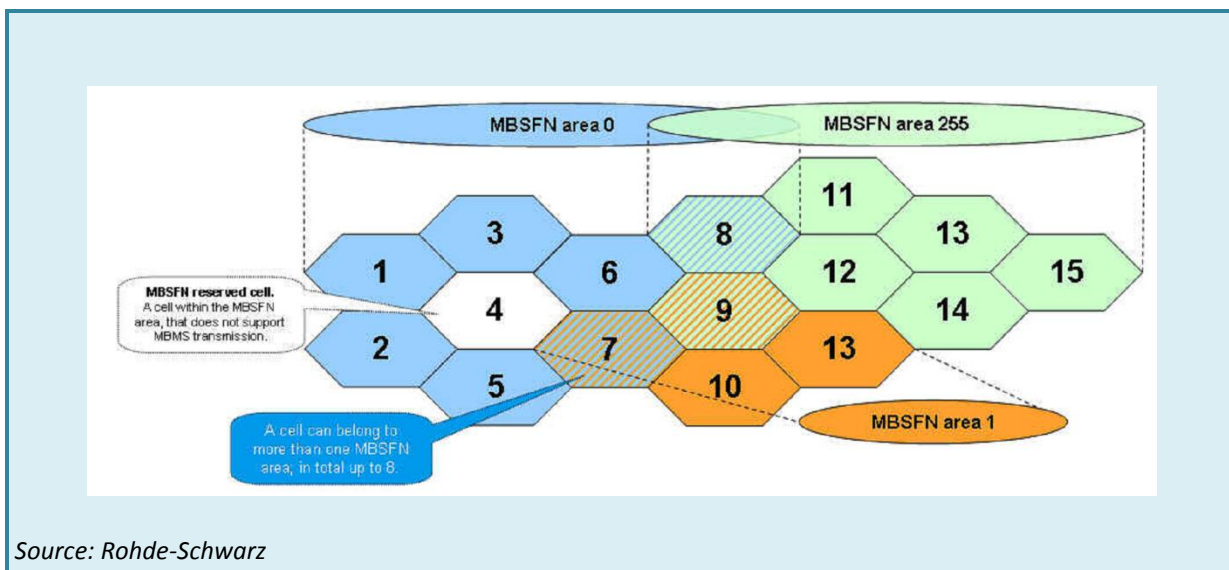 MBSFN area 0
MBSFN area 255
11
3
8
13
1
6
12
15
MBSFN reserved cell.
A cell within the MBSFN
area, that does not support
MBMS transmission.
4
9
14
2
7
13
5
10
A cell can belong to
more than one MBSFN
area; in total up to 8.
MBSFN area 1
Source: Rohde-Schwarz